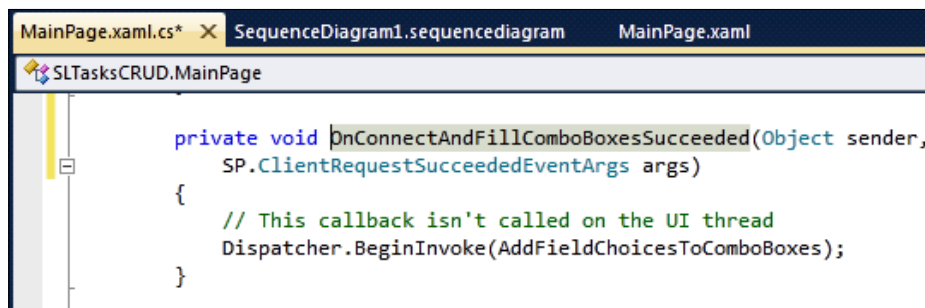 MainPage.xaml.cs* SequenceDiagram1.sequencediagram MainPage.xaml
SLTasksCRUD.MainPage
private void OnConnectAndFillComboBoxesSucceeded(Object sender,
SP.ClientRequestSucceededEventArgs args)
{
// This callback isn't called on the UI thread
Dispatcher.BeginInvoke(AddFieldChoicesToComboBoxes);
}